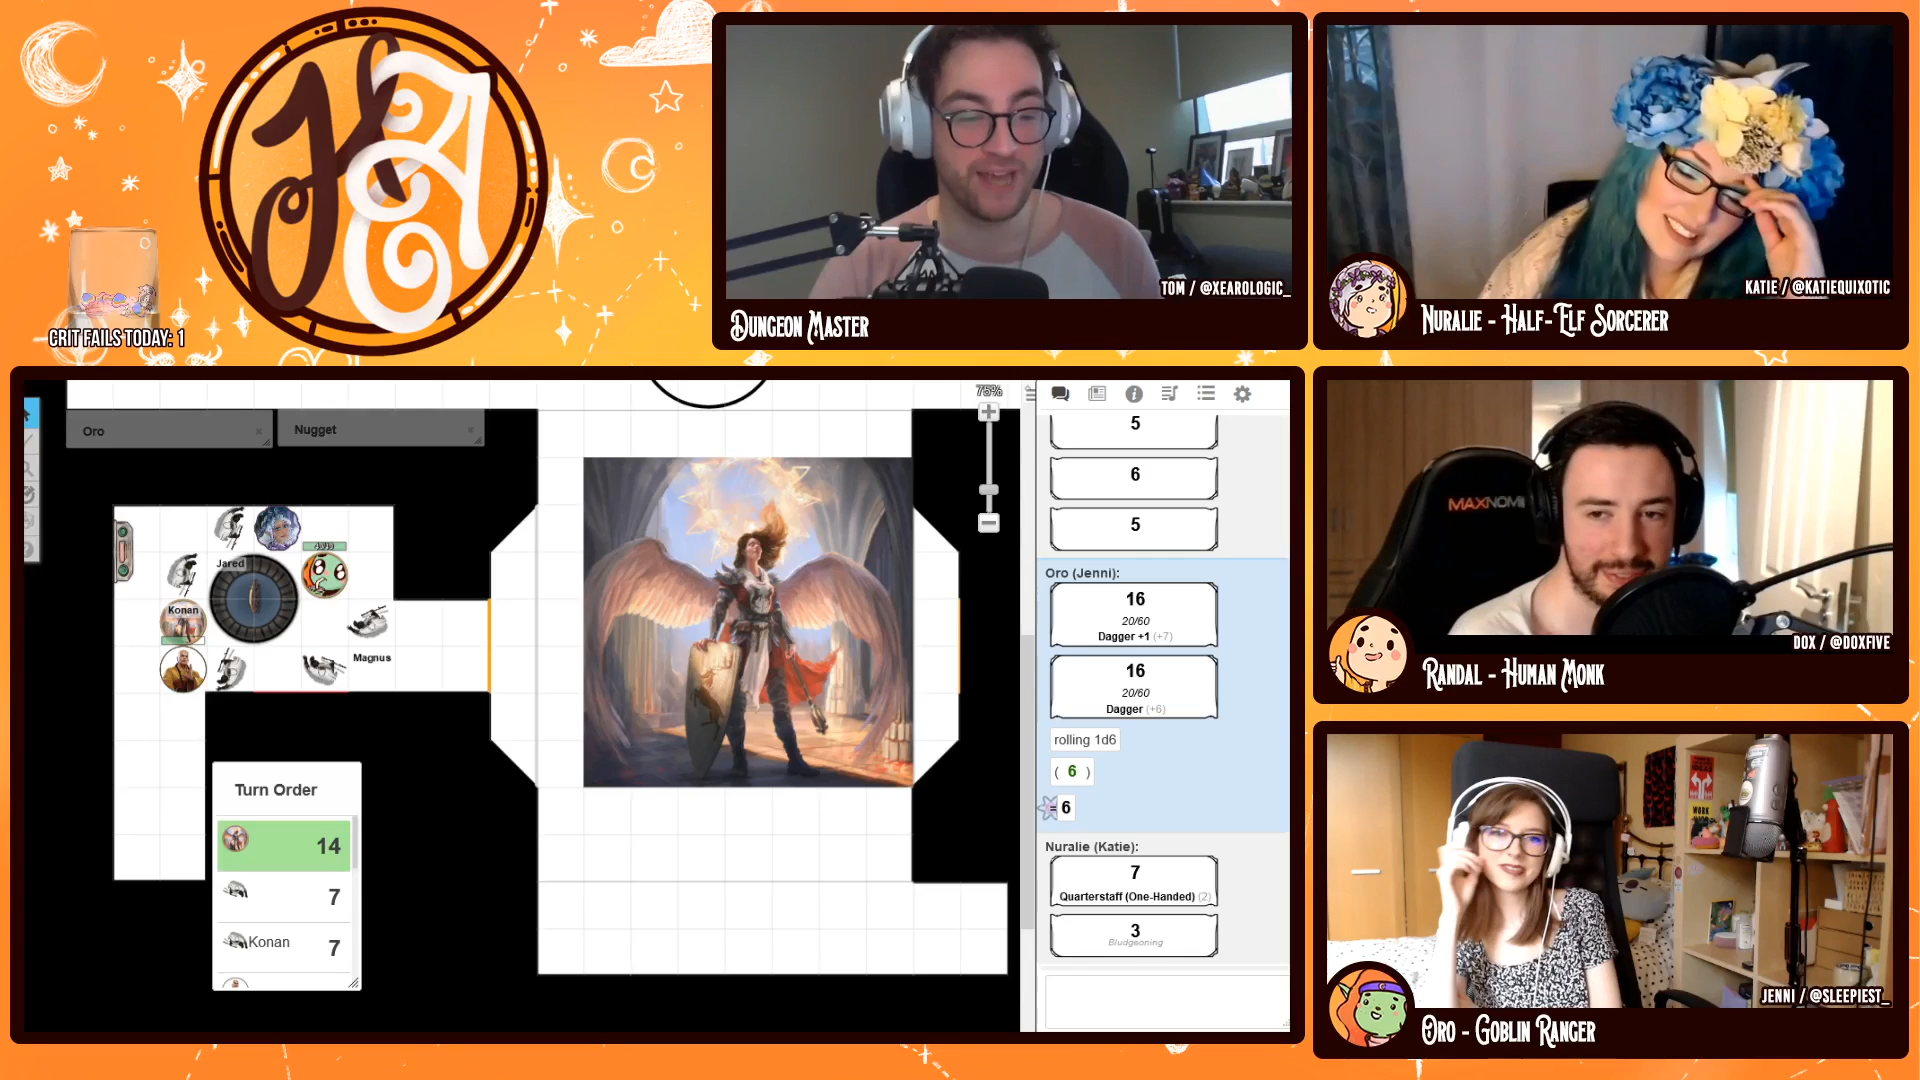 HA
CRIT FAILS TODAY: 1
TOM / @XEAROLOGIC_
DUNGEON MASTER
KATIE / @KATIEQUIXOTIC
NURALIE - HALF-ELF SORCERER
MAXNOMIC
DOX / @DOXFIVE
RANDAL - HUMAN MONK
JENNI / @SLEEPIEST_
ORO - GOBLIN RANGER
Oro
Nugget
75%
Jared
Konan
Magnus
Turn Order
14
7
Konan 7
5
6
5
Oro (Jenni):
16
20/60
Dagger +1 (+7)
16
20/60
Dagger (+6)
rolling 1d6
( 6 )
= 6
Nuralie (Katie):
7
Quarterstaff (One-Handed) (2)
3
Bludgeoning